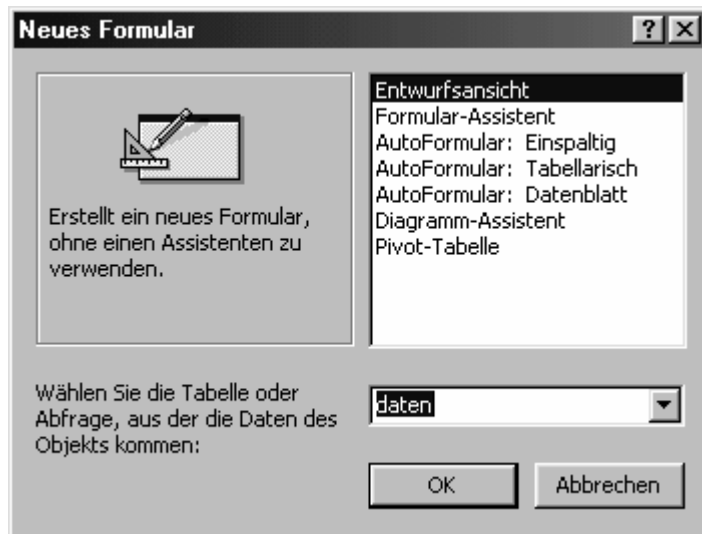 Neues Formular
Erstellt ein neues Formular,
ohne einen Assistenten zu
verwenden.
Entwurfsansicht
Formular-Assistent
AutoFormular: Einspaltig
AutoFormular: Tabellarisch
AutoFormular: Datenblatt
Diagramm-Assistent
Pivot-Tabelle
Wählen Sie die Tabelle oder
Abfrage, aus der die Daten des
Objekts kommen:
daten
OK
Abbrechen